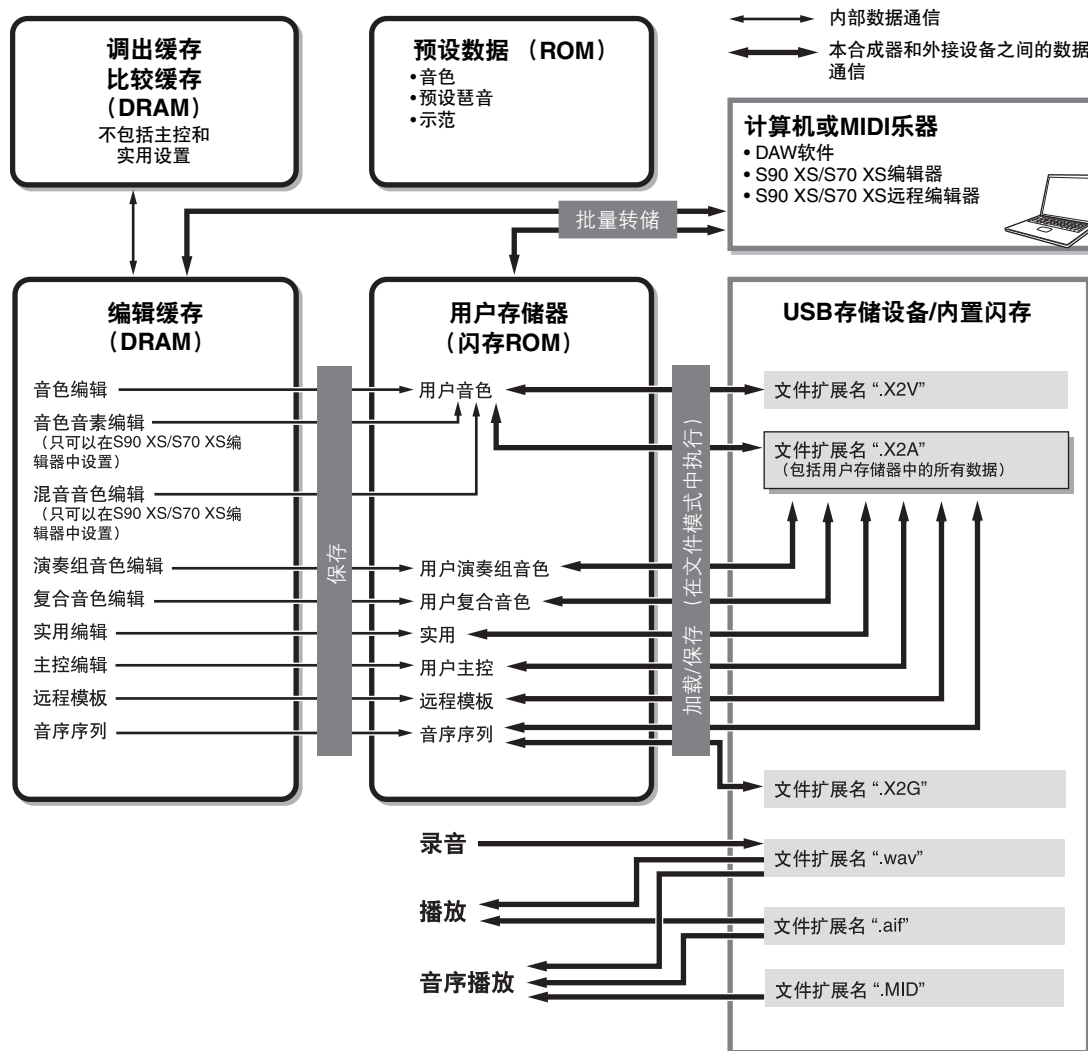 调出缓存
比较缓存
（DRAM）
不包括主控和
实用设置
预设数据 （ROM）
• 音色
• 预设琶音
• 示范
内部数据通信
本合成器和外接设备之间的数据
通信
计算机或MIDI乐器
• DAW软件
• S90 XS/S70 XS编辑器
• S90 XS/S70 XS远程编辑器
批量转储
编辑缓存
（DRAM）
音色编辑
音色音素编辑
（只可以在S90 XS/S70 XS编
辑器中设置）
混音音色编辑
（只可以在S90 XS/S70 XS编
辑器中设置）
演奏组音色编辑
复合音色编辑
实用编辑
主控编辑
远程模板
音序序列
保存
用户存储器
（闪存ROM）
用户音色
用户演奏组音色
用户复合音色
实用
用户主控
远程模板
音序序列
加载/保存 （在文件模式中执行）
USB存储设备/内置闪存
文件扩展名 “.X2V”
文件扩展名 “.X2A”
（包括用户存储器中的所有数据）
文件扩展名 “.X2G”
文件扩展名 “.wav”
文件扩展名 “.aif”
文件扩展名 “.MID”
录音
播放
音序播放